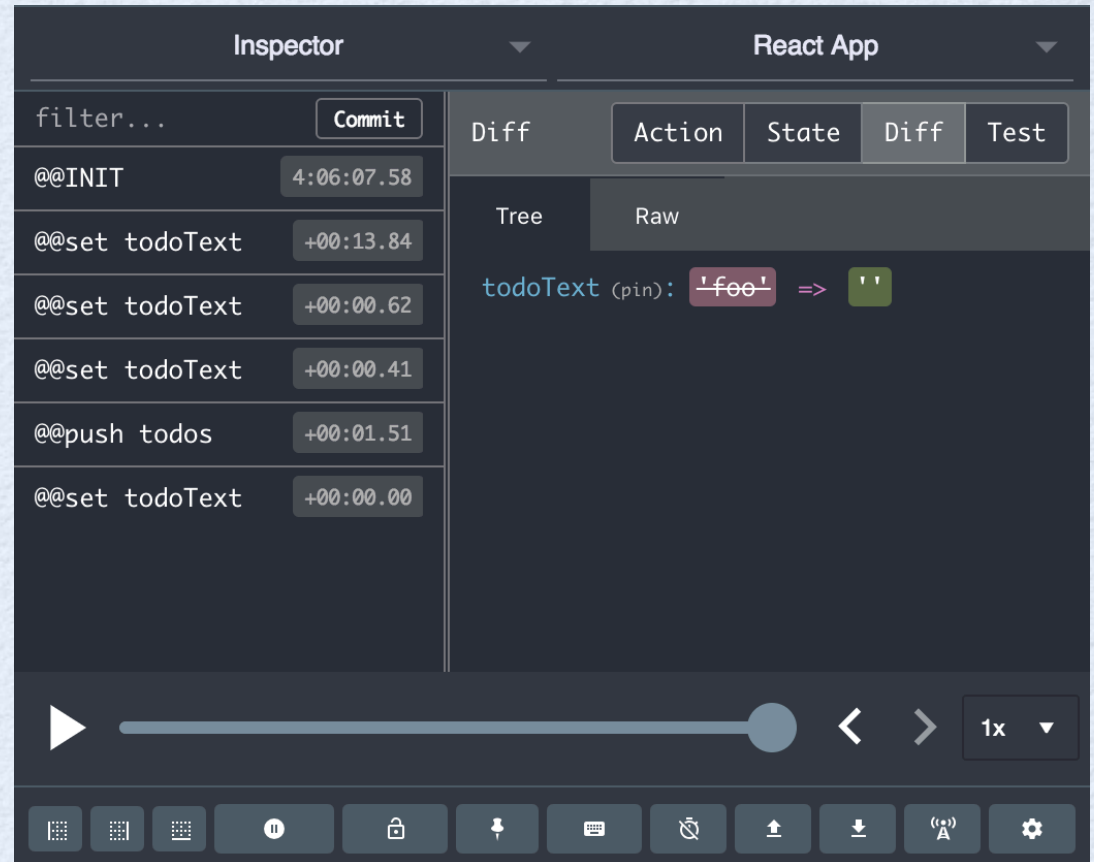 Inspector React App
filter... Commit
Diff Action State Diff Test
@@INIT 4:06:07.58
@@set todoText +00:13.84
@@set todoText +00:00.62
@@set todoText +00:00.41
@@push todos +00:01.51
@@set todoText +00:00.00
Tree Raw
todoText (pin): 'foo' => ''
1x